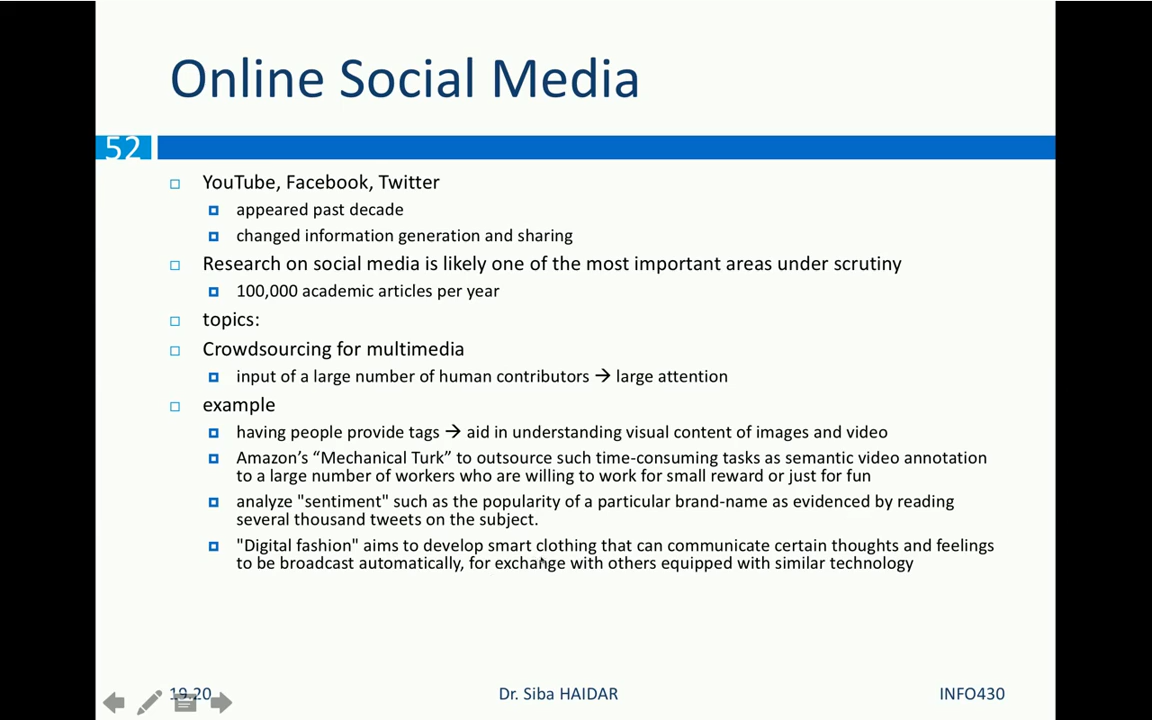 Online Social Media
52
YouTube, Facebook, Twitter
appeared past decade
changed information generation and sharing
Research on social media is likely one of the most important areas under scrutiny
100,000 academic articles per year
topics:
Crowdsourcing for multimedia
input of a large number of human contributors → large attention
example
having people provide tags → aid in understanding visual content of images and video
Amazon's “Mechanical Turk” to outsource such time-consuming tasks as semantic video annotation
to a large number of workers who are willing to work for small reward or just for fun
analyze "sentiment" such as the popularity of a particular brand-name as evidenced by reading
several thousand tweets on the subject.
"Digital fashion" aims to develop smart clothing that can communicate certain thoughts and feelings
to be broadcast automatically, for exchange with others equipped with similar technology
19.20
Dr. Siba HAIDAR
INFO430